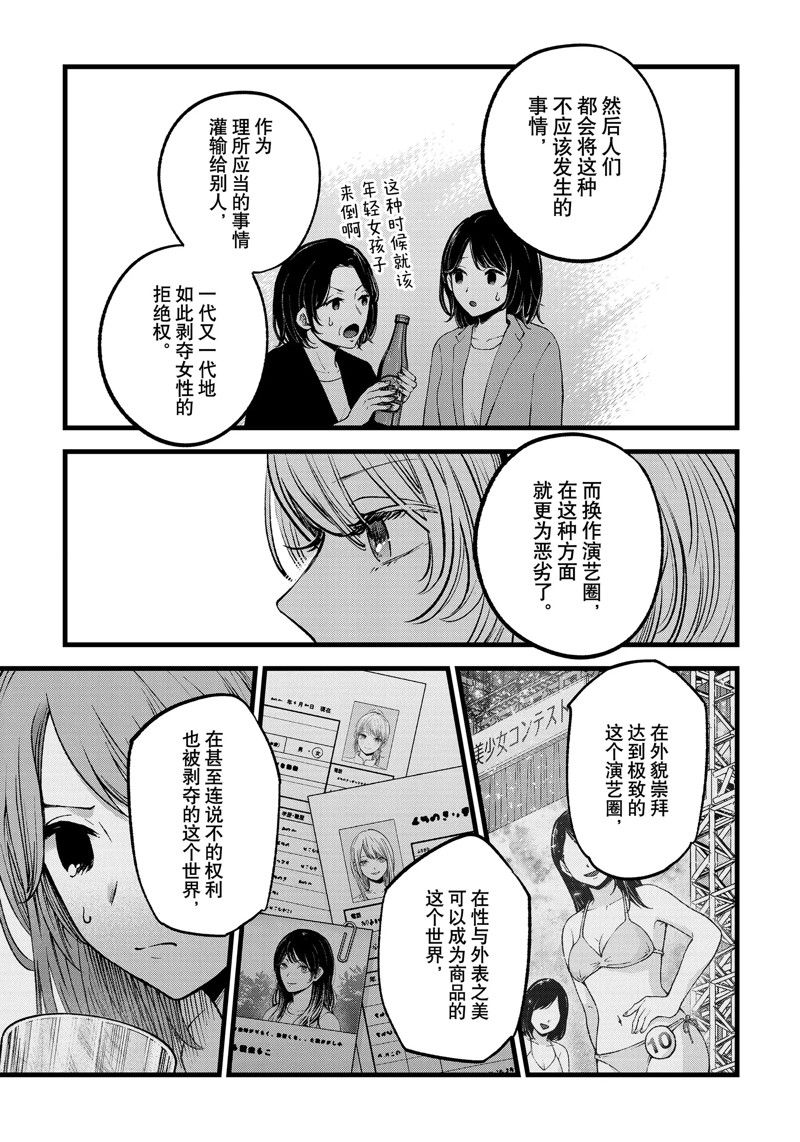 然后人们
都会将这种
不应该发生的
事情，
这种时候就该
年轻女孩子
来倒啊
作为
理所应当的事情
灌输给别人，
一代又一代地
如此剥夺女性的
拒绝权。
而换作演艺圈，
在这种方面
就更为恶劣了。
美少女コンテスト
在外貌崇拜
达到极致的
这个演艺圈，
10
男・女
電話
在性与外表之美
可以成为商品的
这个世界，
在甚至连说不的权利
也被剥夺的这个世界，